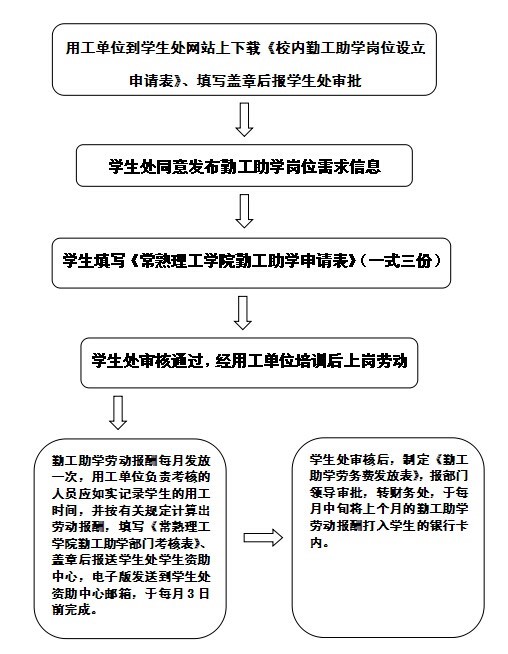 用工单位到学生处网站上下载《校内勤工助学岗位设立
申请表》、填写盖章后报学生处审批
学生处同意发布勤工助学岗位需求信息
学生填写《常熟理工学院勤工助学申请表》（一式三份）
学生处审核通过，经用工单位培训后上岗劳动
勤工助学劳动报酬每月发放
一次，用工单位负责考核的
人员应如实记录学生的用工
时间，并按有关规定计算出
劳动报酬，填写《常熟理工
学院勤工助学部门考核表》、
盖章后报送学生处学生资助
中心，电子版发送到学生处
资助中心邮箱，于每月3日
前完成。
学生处审核后，制定《勤工
助学劳务费发放表》，报部门
领导审批，转财务处，于每
月中旬将上个月的勤工助学
劳动报酬打入学生的银行卡
内。